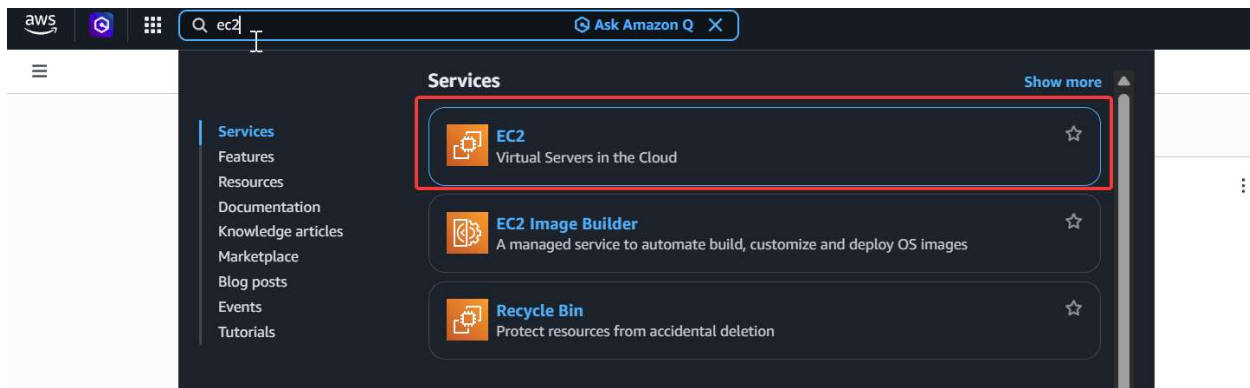 aws
ec2
Ask Amazon Q
Services
Show more
Services
Features
Resources
Documentation
Knowledge articles
Marketplace
Blog posts
Events
Tutorials
EC2
Virtual Servers in the Cloud
EC2 Image Builder
A managed service to automate build, customize and deploy OS images
Recycle Bin
Protect resources from accidental deletion